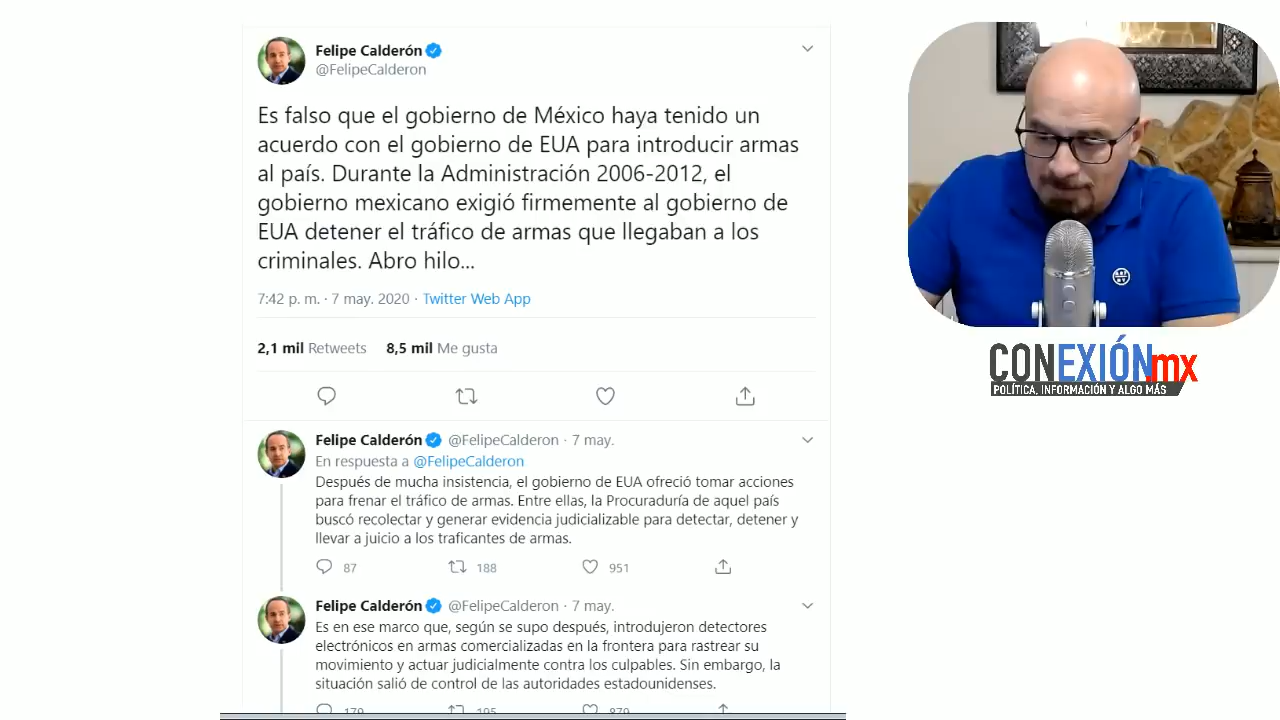 Felipe Calderón
@FelipeCalderon
Es falso que el gobierno de México haya tenido un
acuerdo con el gobierno de EUA para introducir armas
al país. Durante la Administración 2006-2012, el
gobierno mexicano exigió firmemente al gobierno de
EUA detener el tráfico de armas que llegaban a los
criminales. Abro hilo...
7:42 p. m. · 7 may. 2020 · Twitter Web App
2,1 mil Retweets 8,5 mil Me gusta
Felipe Calderón @FelipeCalderon · 7 may.
En respuesta a @FelipeCalderon
Después de mucha insistencia, el gobierno de EUA ofreció tomar acciones
para frenar el tráfico de armas. Entre ellas, la Procuraduría de aquel país
buscó recolectar y generar evidencia judicializable para detectar, detener y
llevar a juicio a los traficantes de armas.
87 188 951
Felipe Calderón @FelipeCalderon · 7 may.
Es en ese marco que, según se supo después, introdujeron detectores
electrónicos en armas comercializadas en la frontera para rastrear su
movimiento y actuar judicialmente contra los culpables. Sin embargo, la
situación salió de control de las autoridades estadounidenses.
179 195 879
CONEXIÓN.mx
POLÍTICA, INFORMACIÓN Y ALGO MÁS